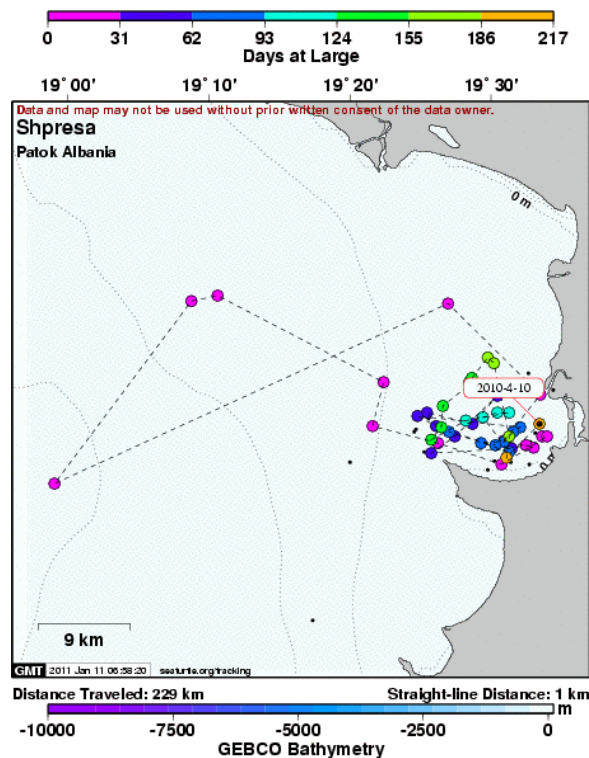 0 31 62 93 124 155 186 217
Days at Large
19° 00' 19° 10' 19° 22' 19° 30'
Data and map may not be used without prior written consent of the data owner.
Shpresa
Patok Albania
0 m
2010-4-10
0 m
9 km
GMT 2011 Jan 11 06:58:20 seaturtle.org/tracking
Distance Traveled: 229 km Straight-line Distance: 1 km
m
-10000 -7500 -5000 -2500 0
GEBCO Bathymetry